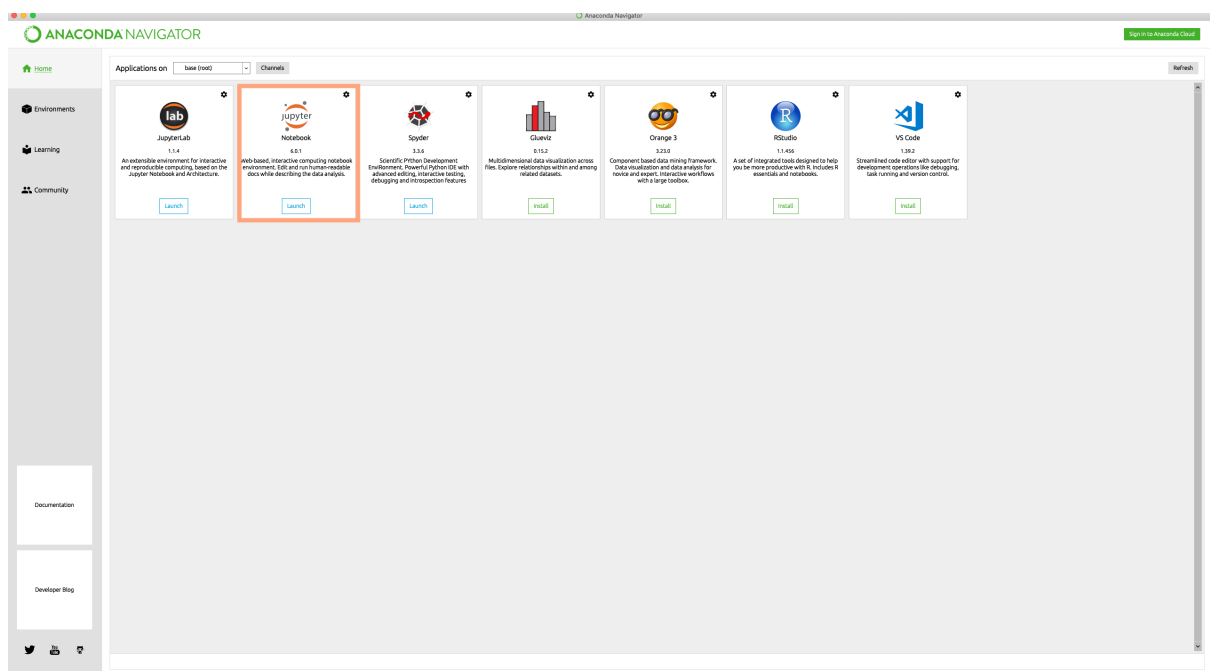 Anaconda Navigator
ANACONDA NAVIGATOR
Sign in to Anaconda Cloud
Home
Environments
Learning
Community
Documentation
Developer Blog
Applications on base (root) Channels Refresh
lab
JupyterLab
1.1.4
An extensible environment for interactive
and reproducible computing, based on the
Jupyter Notebook and Architecture.
Launch
jupyter
Notebook
6.0.1
Web-based, interactive computing notebook
environment. Edit and run human-readable
docs while describing the data analysis.
Launch
Spyder
3.3.6
Scientific PYthon Development
EnviRonment. Powerful Python IDE with
advanced editing, interactive testing,
debugging and introspection features
Launch
Glueviz
0.15.2
Multidimensional data visualization across
files. Explore relationships within and among
related datasets.
Install
Orange 3
3.23.0
Component based data mining framework.
Data visualization and data analysis for
novice and expert. Interactive workflows
with a large toolbox.
Install
R
RStudio
1.1.456
A set of integrated tools designed to help
you be more productive with R. Includes R
essentials and notebooks.
Install
VS Code
1.39.2
Streamlined code editor with support for
development operations like debugging,
task running and version control.
Install
You
Tube